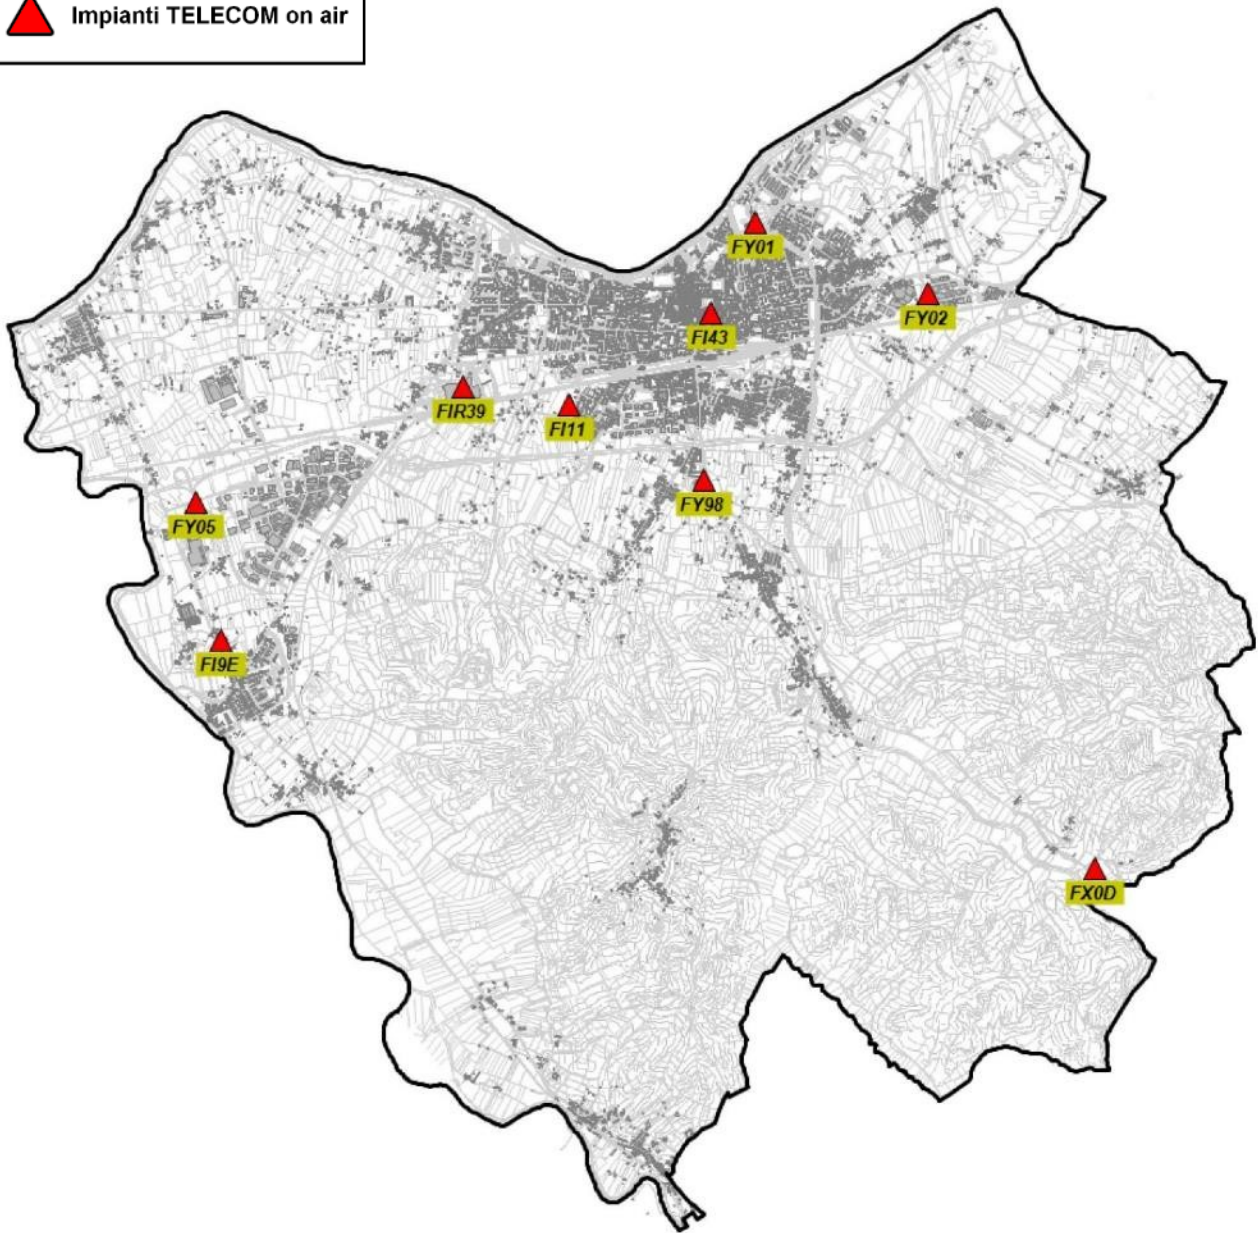 Impianti TELECOM on air
FY01
FY02
FI43
FIR39
FI11
FY98
FY05
FI9E
FX0D